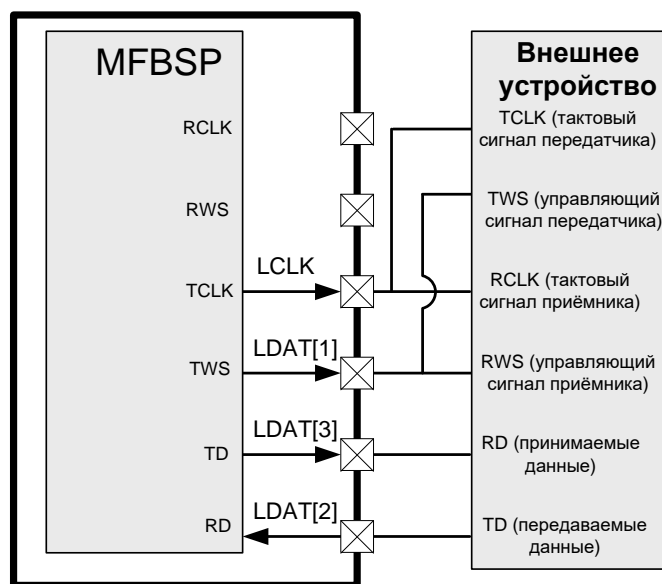 MFBSP
RCLK
RWS
LCLK
TCLK
LDAT[1]
TWS
LDAT[3]
TD
LDAT[2]
RD
Внешнее
устройство
TCLK (тактовый
сигнал передатчика)
TWS (управляющий
сигнал передатчика)
RCLK (тактовый
сигнал приёмника)
RWS (управляющий
сигнал приёмника)
RD (принимаемые
данные)
TD (передаваемые
данные)